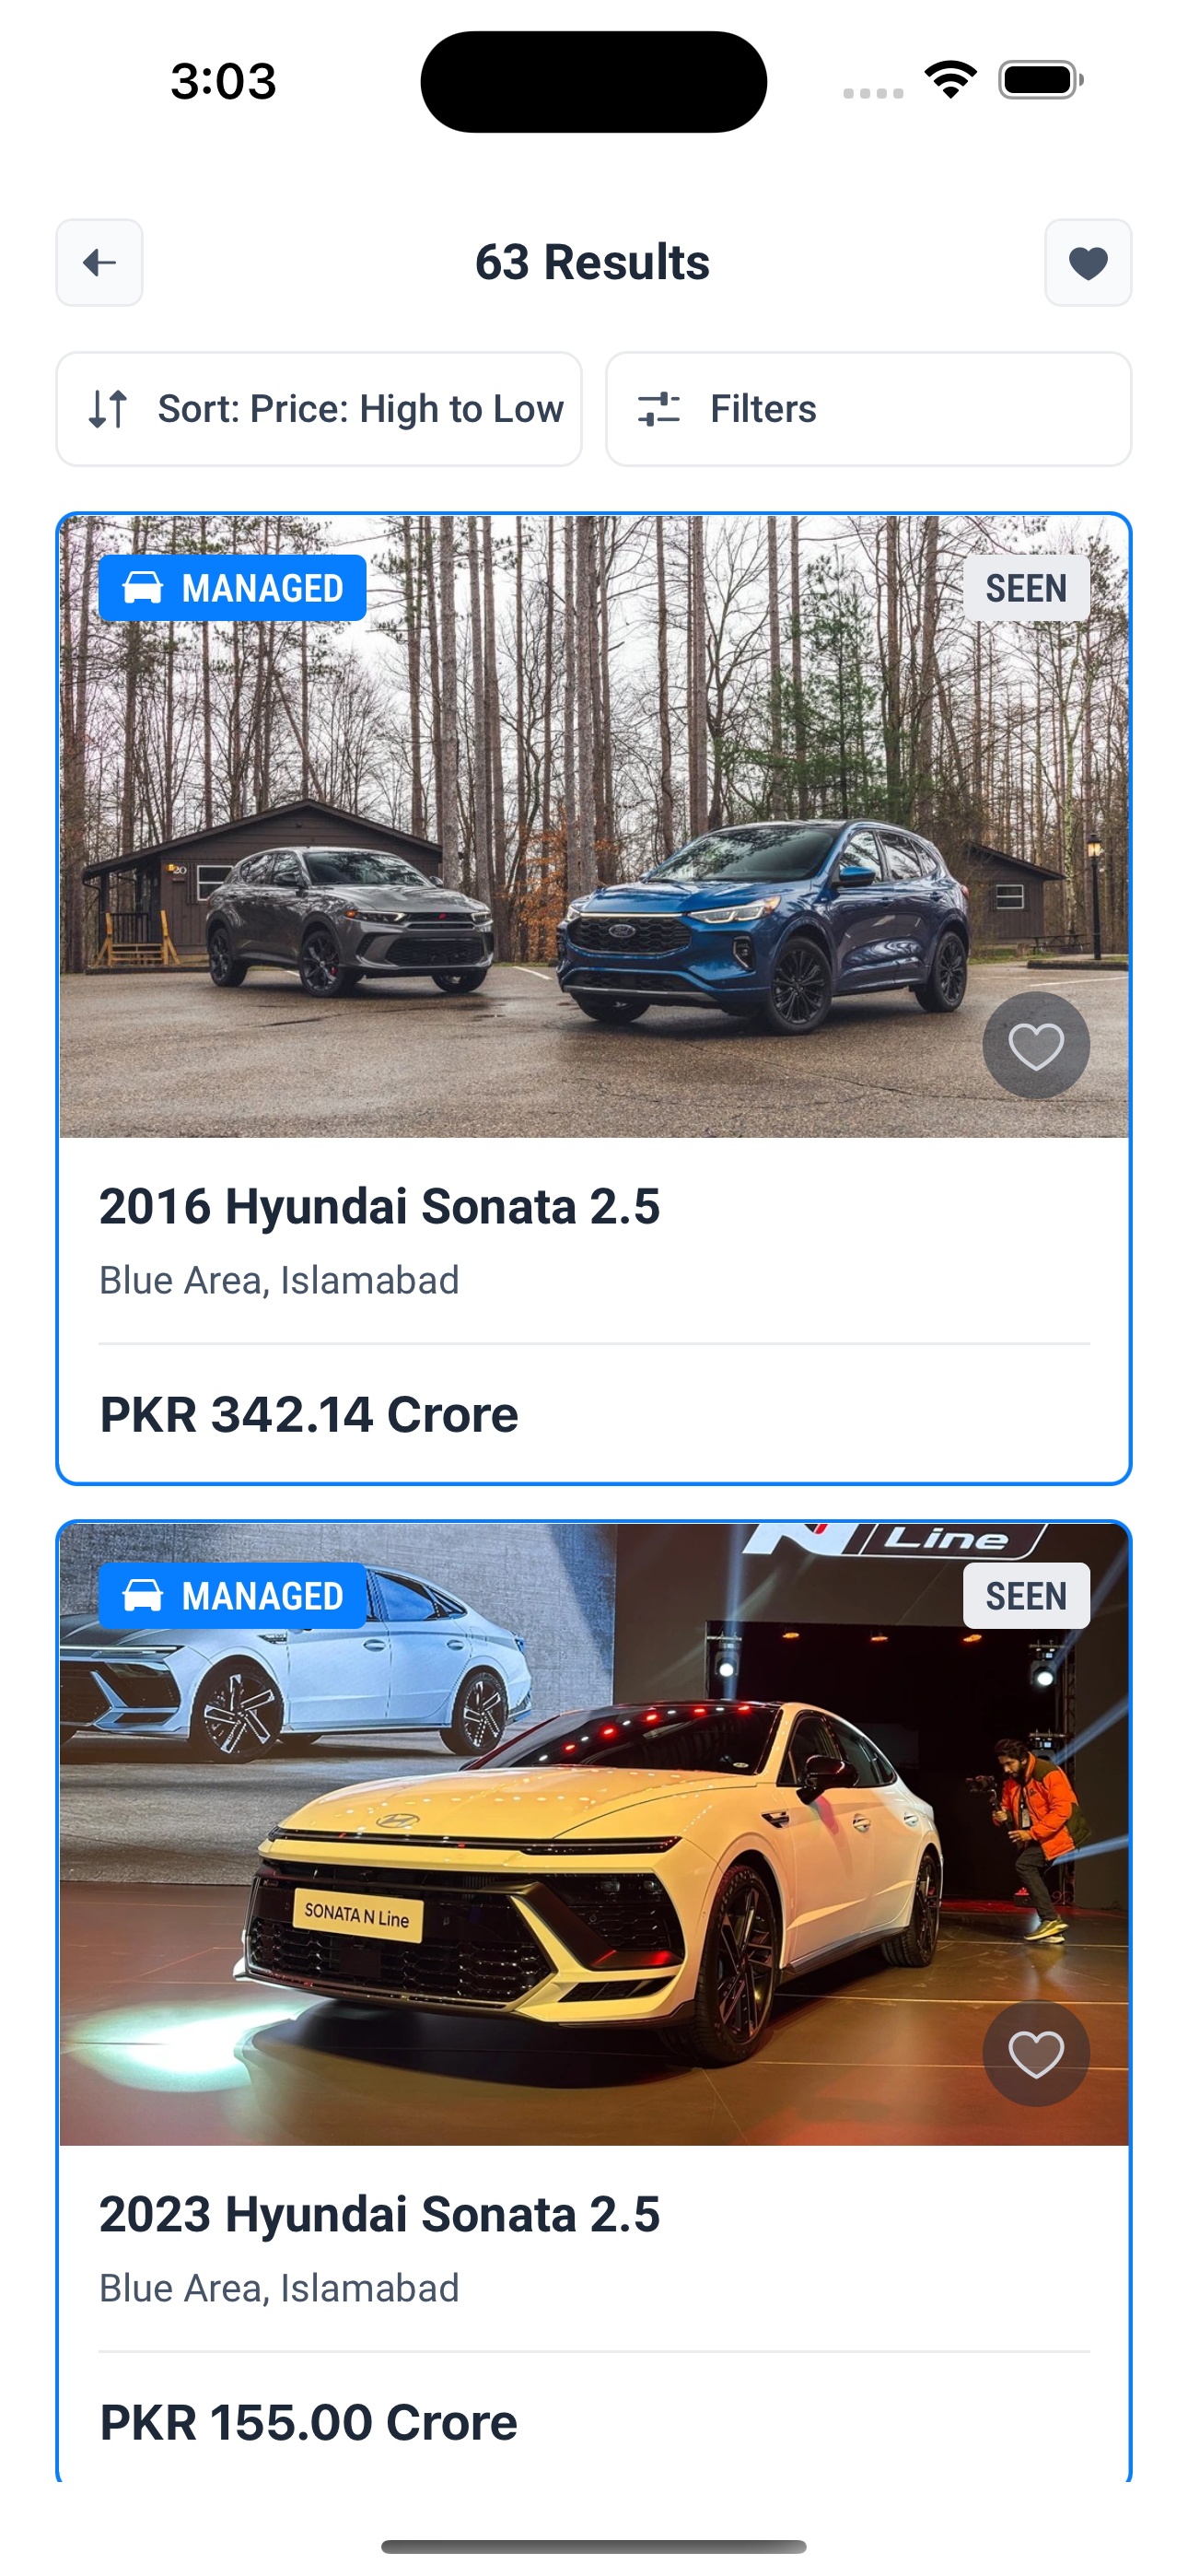 3:03
63 Results
Sort: Price: High to Low
Filters
MANAGED
SEEN
20
Ford
2016 Hyundai Sonata 2.5
Blue Area, Islamabad
PKR 342.14 Crore
N Line
MANAGED
SEEN
SONATA N Line
2023 Hyundai Sonata 2.5
Blue Area, Islamabad
PKR 155.00 Crore